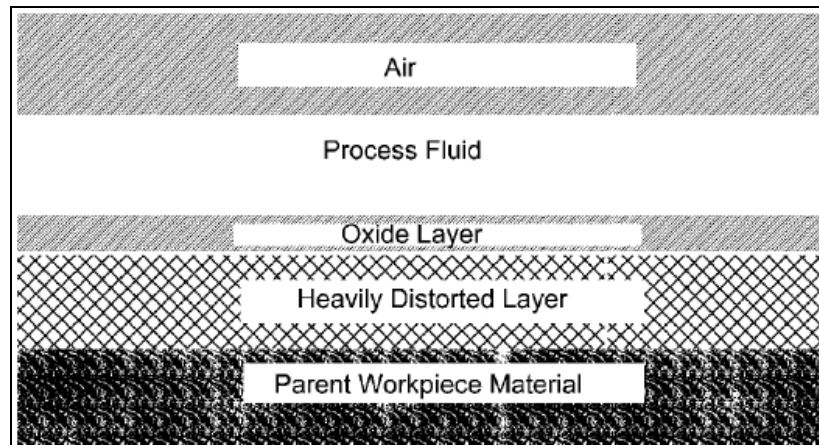 Air
Process Fluid
Oxide Layer
Heavily Distorted Layer
Parent Workpiece Material